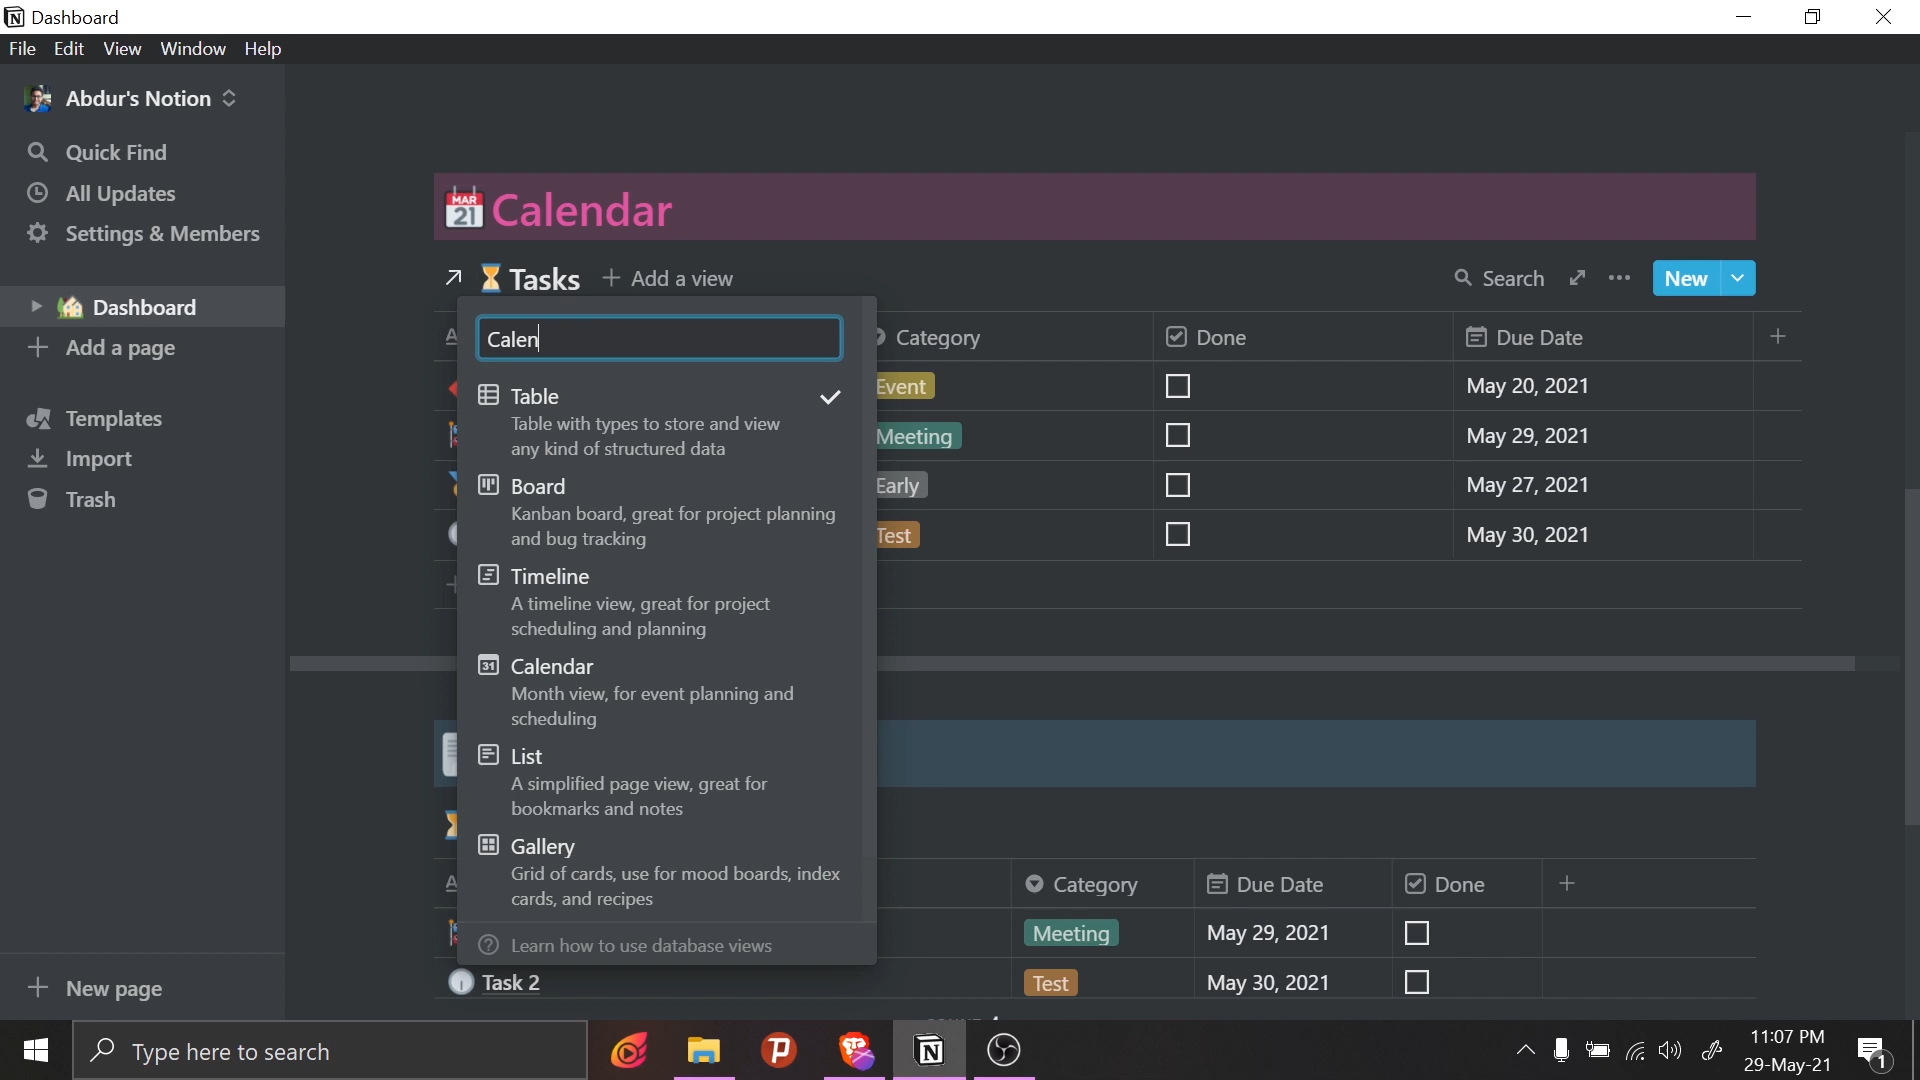 Dashboard
File Edit View Window Help
Abdur's Notion
Quick Find
All Updates
Settings & Members
Dashboard
Add a page
Templates
Import
Trash
New page
MAR 21 Calendar
Tasks Add a view Search New
Category Done Due Date
Event May 20, 2021
Meeting May 29, 2021
Early May 27, 2021
Test May 30, 2021
Calen
Table
Table with types to store and view
any kind of structured data
Board
Kanban board, great for project planning
and bug tracking
Timeline
A timeline view, great for project
scheduling and planning
31 Calendar
Month view, for event planning and
scheduling
List
A simplified page view, great for
bookmarks and notes
Gallery
Grid of cards, use for mood boards, index
cards, and recipes
Learn how to use database views
Category Due Date Done
Meeting May 29, 2021
Task 2 Test May 30, 2021
Type here to search
11:07 PM
29-May-21
1